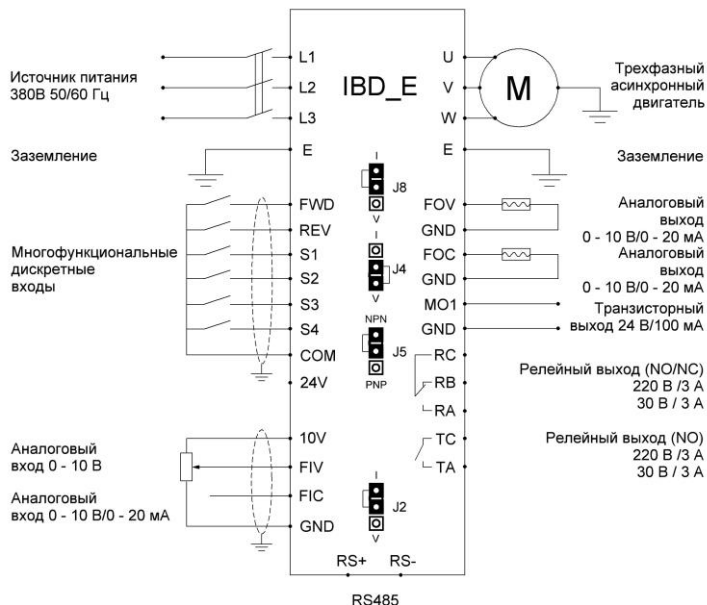 Источник питания
380В 50/60 Гц
Заземление
Многофункциональные
дискретные
входы
Аналоговый
вход 0 - 10 В
Аналоговый
вход 0 - 10 В/0 - 20 мА
L1
L2
L3
E
FWD
REV
S1
S2
S3
S4
COM
24V
10V
FIV
FIC
GND
IBD_E
I
J8
V
I
J4
V
NPN
J5
PNP
I
J2
V
RS+ RS-
RS485
U
V
W
E
FOV
GND
FOC
GND
MO1
GND
RC
RB
RA
TC
TA
M
Трехфазный
асинхронный
двигатель
Заземление
Аналоговый
выход
0 - 10 В/0 - 20 мА
Аналоговый
выход
0 - 10 В/0 - 20 мА
Транзисторный
выход 24 В/100 мА
Релейный выход (NO/NC)
220 В /3 А
30 В / 3 А
Релейный выход (NO)
220 В /3 А
30 В / 3 А